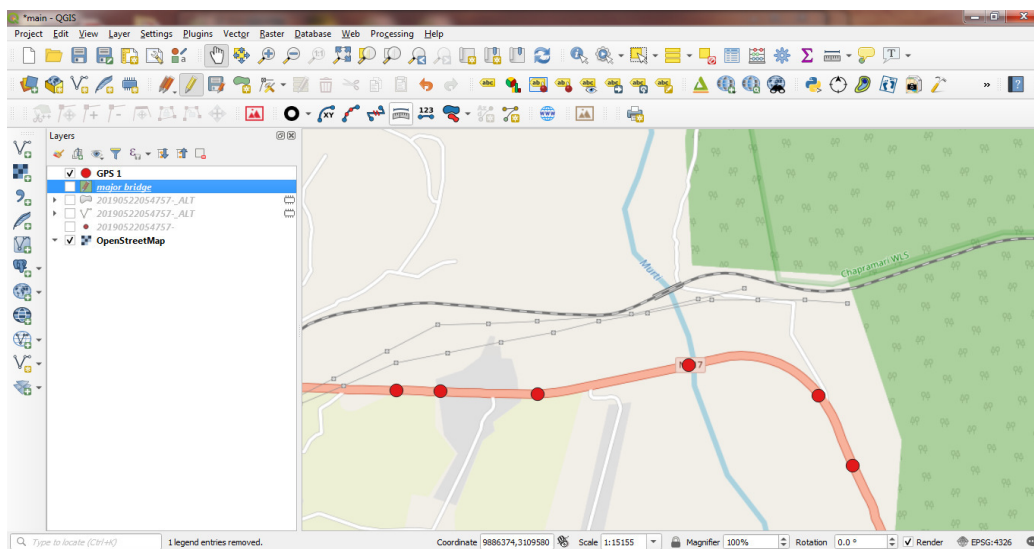 *main - QGIS
Project Edit View Layer Settings Plugins Vector Raster Database Web Processing Help
Layers
GPS 1
major bridge
20190522054757-_ALT
20190522054757-_ALT
20190522054757-
OpenStreetMap
Chapramari WLS
Murti
Type to locate (Ctrl+K) 1 legend entries removed. Coordinate 9886374,3109580 Scale 1:15155 Magnifier 100% Rotation 0.0 ° Render EPSG:4326